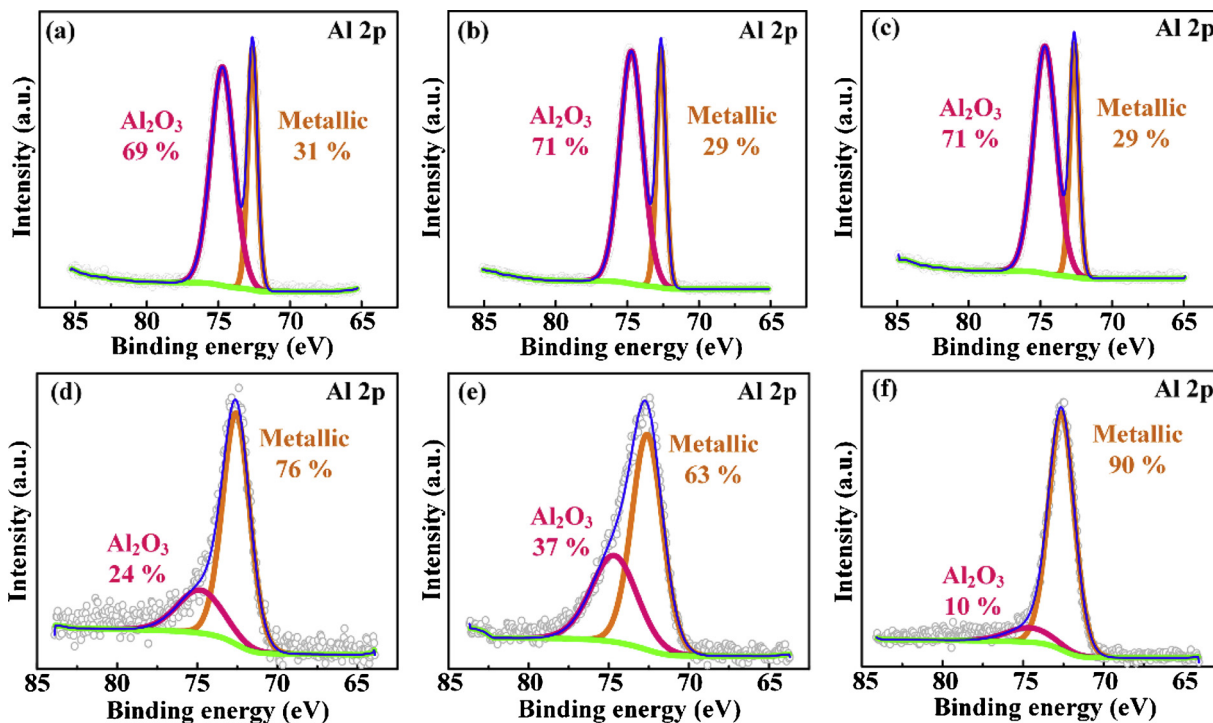 (a)
Al 2p
Al₂O₃
69 %
Metallic
31 %
Intensity (a.u.)
85 80 75 70 65
Binding energy (eV)
(b)
Al 2p
Al₂O₃
71 %
Metallic
29 %
Intensity (a.u.)
85 80 75 70 65
Binding energy (eV)
(c)
Al 2p
Al₂O₃
71 %
Metallic
29 %
Intensity (a.u.)
85 80 75 70 65
Binding energy (eV)
(d)
Al 2p
Metallic
76 %
Al₂O₃
24 %
Intensity (a.u.)
85 80 75 70 65
Binding energy (eV)
(e)
Al 2p
Metallic
63 %
Al₂O₃
37 %
Intensity (a.u.)
85 80 75 70 65
Binding energy (eV)
(f)
Al 2p
Metallic
90 %
Al₂O₃
10 %
Intensity (a.u.)
85 80 75 70 65
Binding energy (eV)